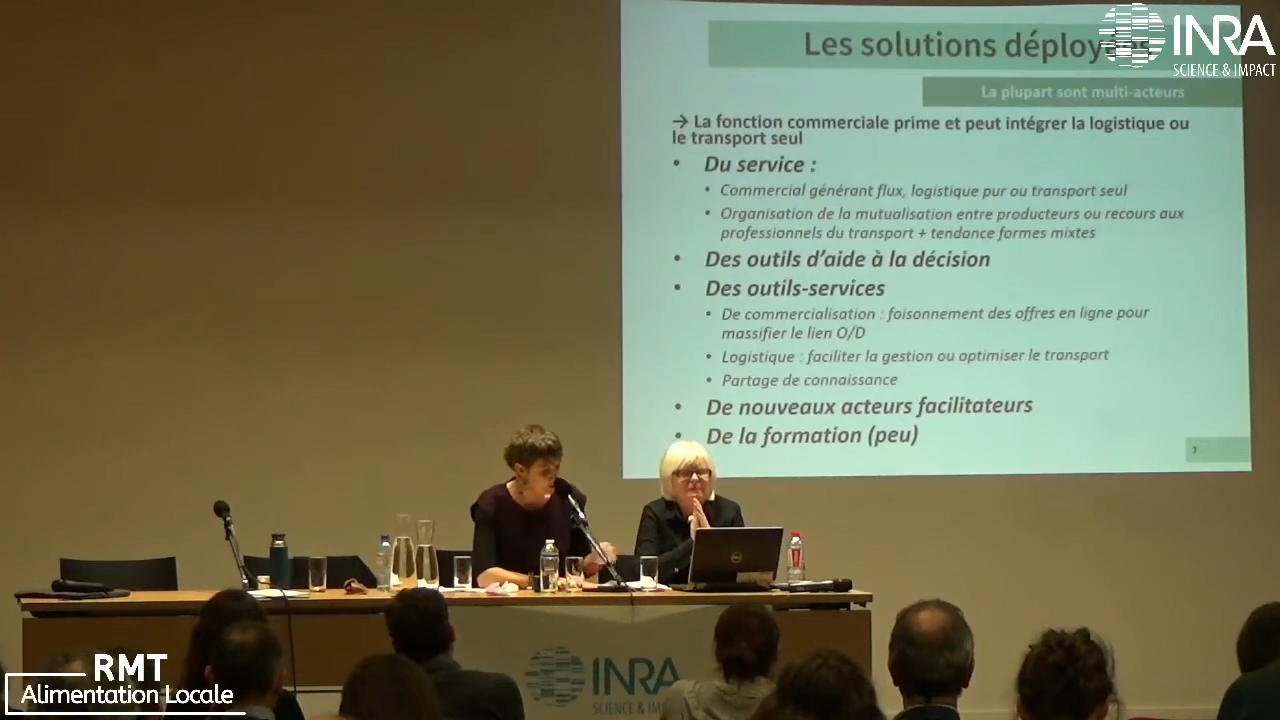 Les solutions déployées
INRA
SCIENCE & IMPACT
La plupart sont multi-acteurs
→ La fonction commerciale prime et peut intégrer la logistique ou
le transport seul
• Du service :
• Commercial générant flux, logistique pur ou transport seul
• Organisation de la mutualisation entre producteurs ou recours aux
professionnels du transport + tendance formes mixtes
• Des outils d'aide à la décision
• Des outils-services
• De commercialisation : foisonnement des offres en ligne pour
massifier le lien O/D
• Logistique : faciliter la gestion ou optimiser le transport
• Partage de connaissance
• De nouveaux acteurs facilitateurs
• De la formation (peu)
7
DELL
INRA
SCIENCE & IM
RMT
Alimentation Locale